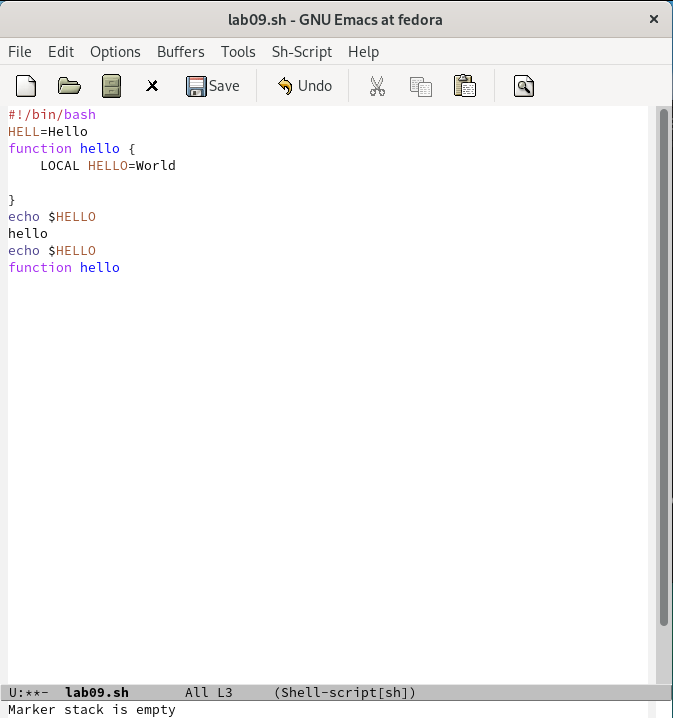 lab09.sh - GNU Emacs at fedora
File Edit Options Buffers Tools Sh-Script Help
Save Undo
#!/bin/bash
HELL=Hello
function hello {
    LOCAL HELLO=World
}
echo $HELLO
hello
echo $HELLO
function hello
U:**-  lab09.sh       All L3     (Shell-script[sh])
Marker stack is empty